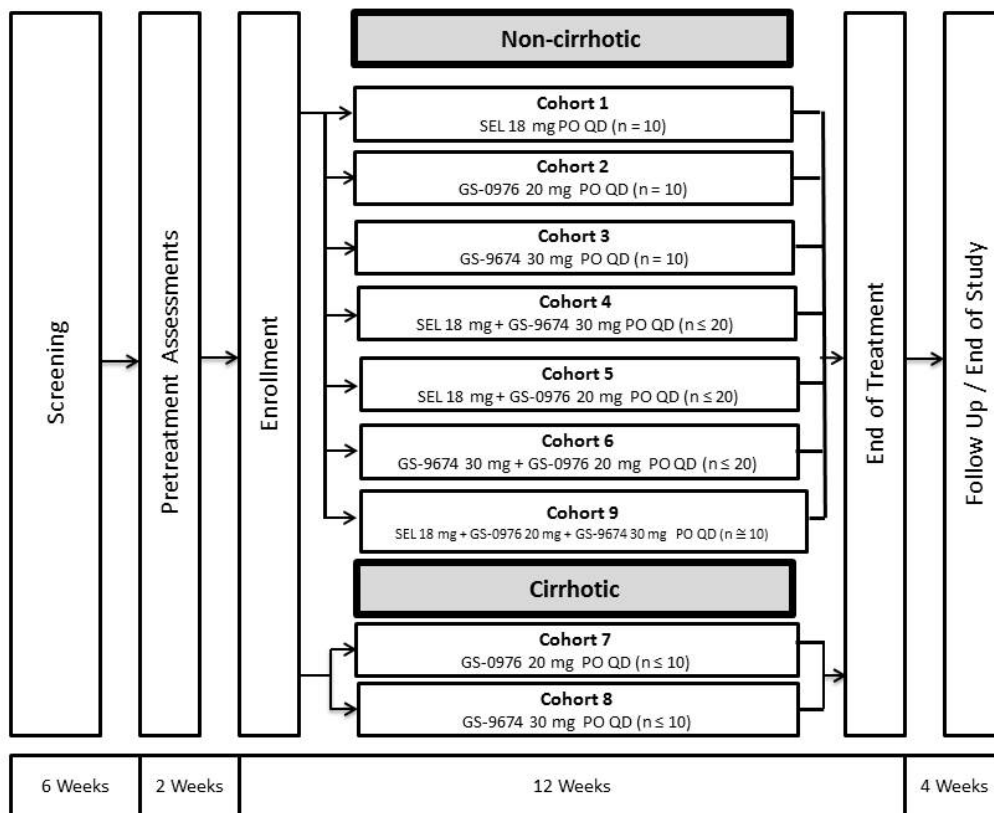 Screening
Pretreatment Assessments
Enrollment
Non-cirrhotic
Cohort 1
SEL 18 mg PO QD (n = 10)
Cohort 2
GS-0976 20 mg PO QD (n = 10)
Cohort 3
GS-9674 30 mg PO QD (n = 10)
Cohort 4
SEL 18 mg + GS-9674 30 mg PO QD (n ≤ 20)
Cohort 5
SEL 18 mg + GS-0976 20 mg PO QD (n ≤ 20)
Cohort 6
GS-9674 30 mg + GS-0976 20 mg PO QD (n ≤ 20)
Cohort 9
SEL 18 mg + GS-0976 20 mg + GS-9674 30 mg PO QD (n ≅ 10)
Cirrhotic
Cohort 7
GS-0976 20 mg PO QD (n ≤ 10)
Cohort 8
GS-9674 30 mg PO QD (n ≤ 10)
End of Treatment
Follow Up / End of Study
6 Weeks
2 Weeks
12 Weeks
4 Weeks